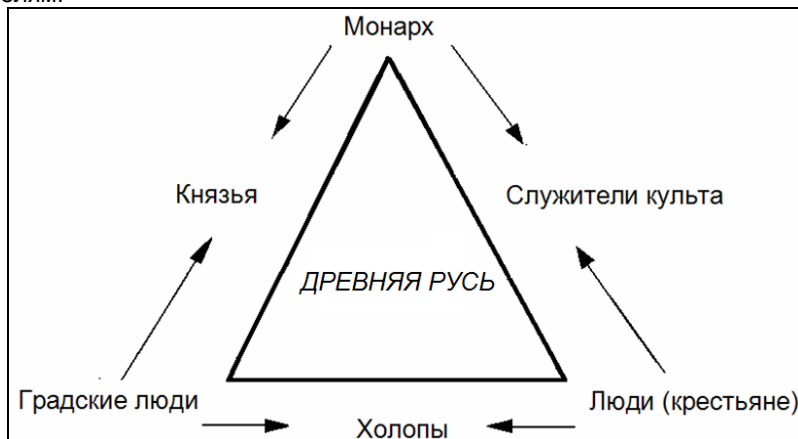 Монарх
Князья
Служители культа
ДРЕВНЯЯ РУСЬ
Градские люди
Люди (крестьяне)
Холопы